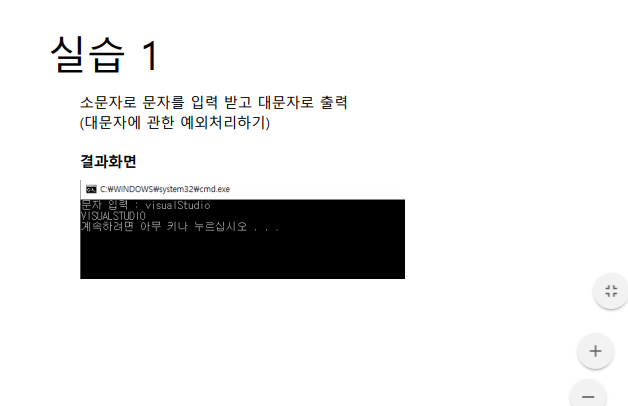 실습 1
소문자로 문자를 입력 받고 대문자로 출력
(대문자에 관한 예외처리하기)
결과화면
C:₩WINDOWS₩system32₩cmd.exe
문자 입력 : visualStudio
VISUALSTUDIO
계속하려면 아무 키나 누르십시오 . . .